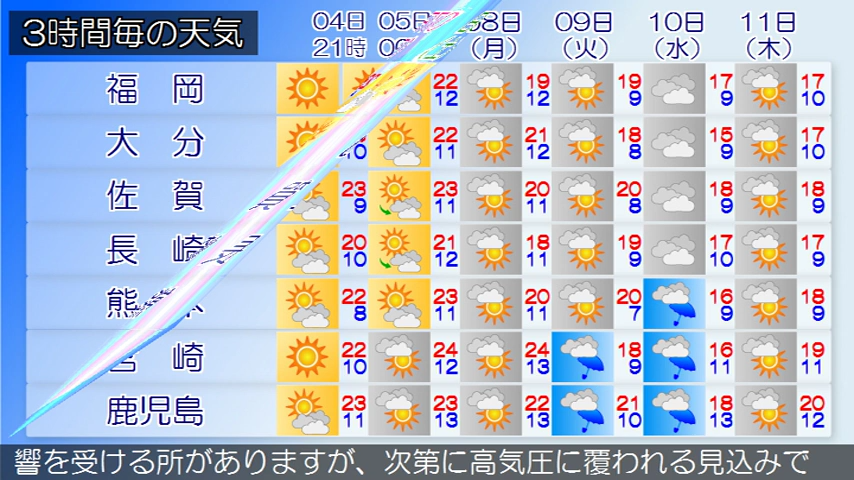 3時間毎の天気
04日 05日 8日 09日 10日 11日
21時 (月) (火) (水) (木)
福岡 22 12 19 12 19 9 17 9 17 10
大分 10 22 11 21 12 18 8 15 9 17 10
佐賀 23 9 23 11 20 11 20 8 18 9 18 9
長崎 20 10 21 12 18 11 19 9 17 10 17 9
熊 22 8 23 11 20 11 20 7 16 9 18 9
崎 22 10 24 12 24 13 18 9 16 11 19 11
鹿児島 23 11 23 13 22 13 21 10 18 13 20 12
響を受ける所がありますが、次第に高気圧に覆われる見込みで